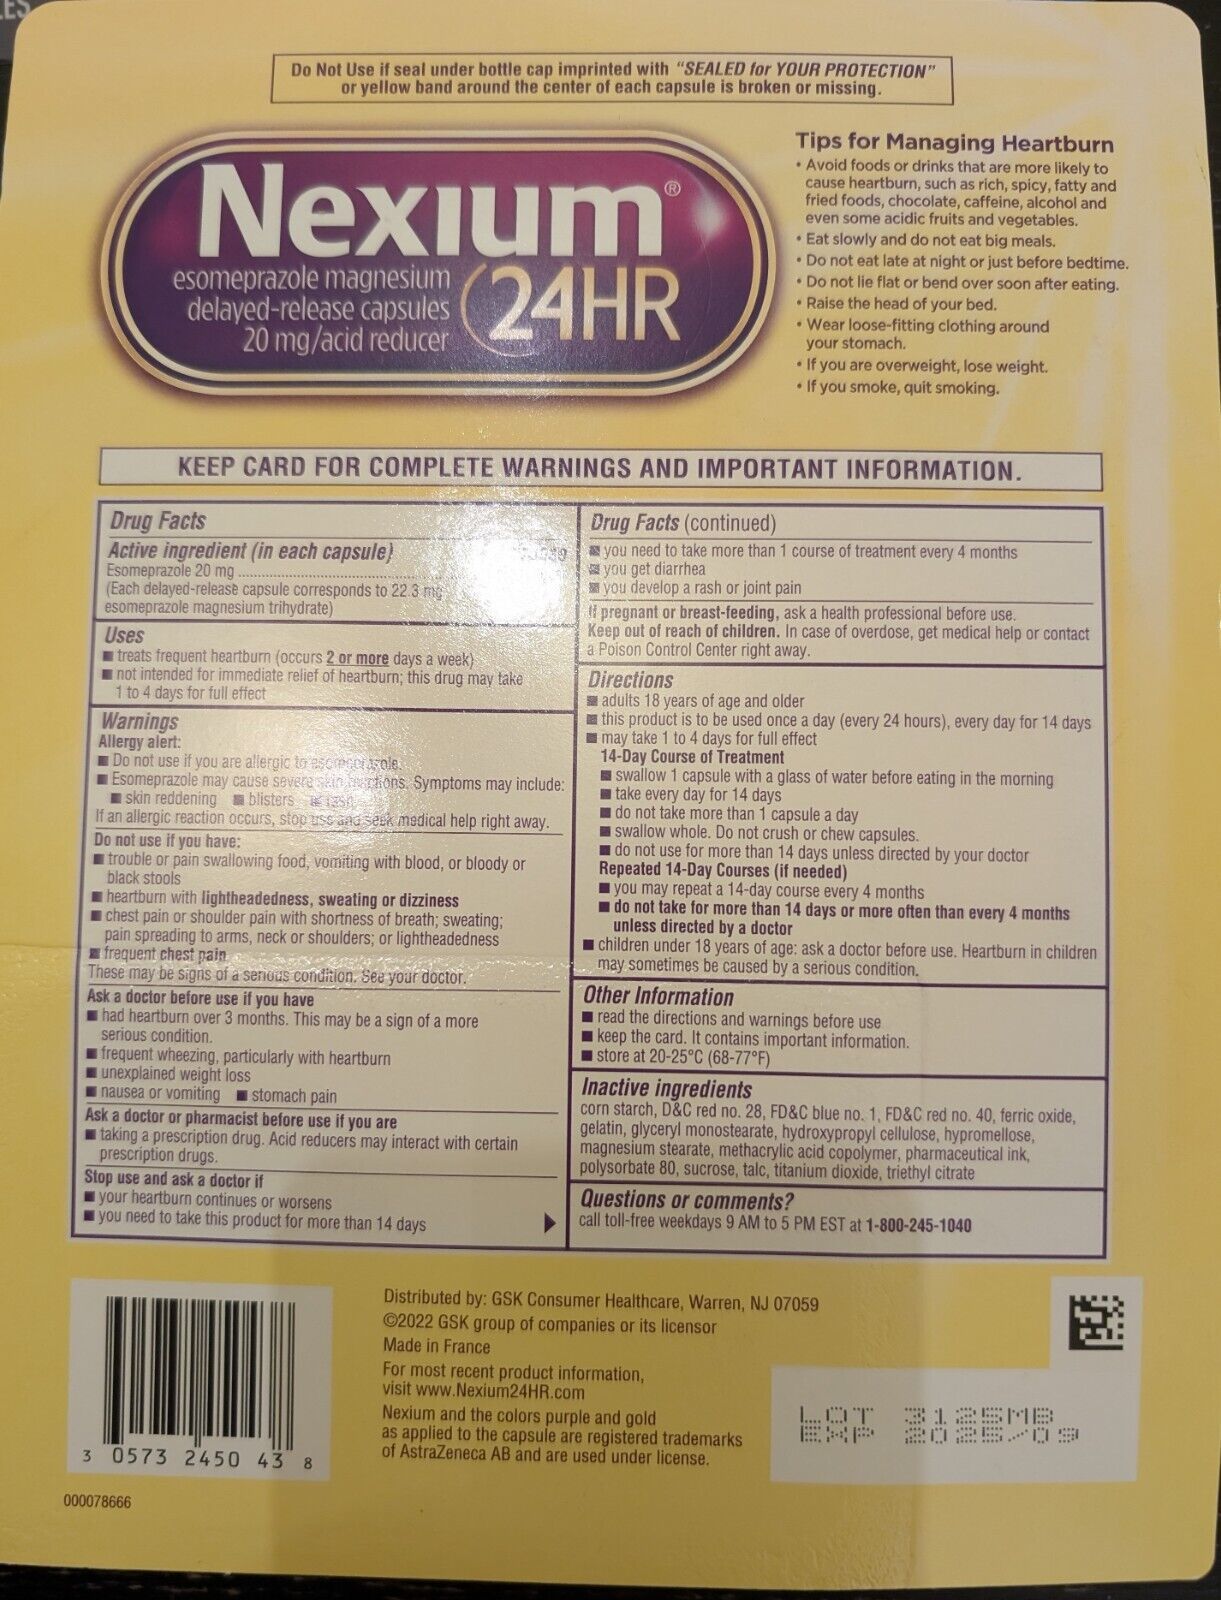 ES
Do Not Use if seal under bottle cap imprinted with "SEALED for YOUR PROTECTION"
or yellow band around the center of each capsule is broken or missing.
Nexium®
esomeprazole magnesium
delayed-release capsules
20 mg/acid reducer
24HR
Tips for Managing Heartburn
• Avoid foods or drinks that are more likely to
cause heartburn, such as rich, spicy, fatty and
fried foods, chocolate, caffeine, alcohol and
even some acidic fruits and vegetables.
• Eat slowly and do not eat big meals.
• Do not eat late at night or just before bedtime.
• Do not lie flat or bend over soon after eating.
• Raise the head of your bed.
• Wear loose-fitting clothing around
your stomach.
• If you are overweight, lose weight.
• If you smoke, quit smoking.
KEEP CARD FOR COMPLETE WARNINGS AND IMPORTANT INFORMATION.
Drug Facts
Active ingredient (in each capsule)
Esomeprazole 20 mg
(Each delayed-release capsule corresponds to 22.3 mg
esomeprazole magnesium trihydrate)
Uses
■ treats frequent heartburn (occurs 2 or more days a week)
■ not intended for immediate relief of heartburn; this drug may take
1 to 4 days for full effect
Warnings
Allergy alert:
■ Do not use if you are allergic to esomeprazole.
■ Esomeprazole may cause severe skin reactions. Symptoms may include:
■ skin reddening ■ blisters ■ rash
If an allergic reaction occurs, stop use and seek medical help right away.
Do not use if you have:
■ trouble or pain swallowing food, vomiting with blood, or bloody or
black stools
■ heartburn with lightheadedness, sweating or dizziness
■ chest pain or shoulder pain with shortness of breath; sweating;
pain spreading to arms, neck or shoulders; or lightheadedness
■ frequent chest pain
These may be signs of a serious condition. See your doctor.
Ask a doctor before use if you have
■ had heartburn over 3 months. This may be a sign of a more
serious condition.
■ frequent wheezing, particularly with heartburn
■ unexplained weight loss
■ nausea or vomiting ■ stomach pain
Ask a doctor or pharmacist before use if you are
■ taking a prescription drug. Acid reducers may interact with certain
prescription drugs.
Stop use and ask a doctor if
■ your heartburn continues or worsens
■ you need to take this product for more than 14 days
Drug Facts (continued)
■ you need to take more than 1 course of treatment every 4 months
■ you get diarrhea
■ you develop a rash or joint pain
If pregnant or breast-feeding, ask a health professional before use.
Keep out of reach of children. In case of overdose, get medical help or contact
a Poison Control Center right away.
Directions
■ adults 18 years of age and older
■ this product is to be used once a day (every 24 hours), every day for 14 days
■ may take 1 to 4 days for full effect
14-Day Course of Treatment
■ swallow 1 capsule with a glass of water before eating in the morning
■ take every day for 14 days
■ do not take more than 1 capsule a day
■ swallow whole. Do not crush or chew capsules.
■ do not use for more than 14 days unless directed by your doctor
Repeated 14-Day Courses (if needed)
■ you may repeat a 14-day course every 4 months
■ do not take for more than 14 days or more often than every 4 months
unless directed by a doctor
■ children under 18 years of age: ask a doctor before use. Heartburn in children
may sometimes be caused by a serious condition.
Other Information
■ read the directions and warnings before use
■ keep the card. It contains important information.
■ store at 20-25°C (68-77°F)
Inactive ingredients
corn starch, D&C red no. 28, FD&C blue no. 1, FD&C red no. 40, ferric oxide,
gelatin, glyceryl monostearate, hydroxypropyl cellulose, hypromellose,
magnesium stearate, methacrylic acid copolymer, pharmaceutical ink,
polysorbate 80, sucrose, talc, titanium dioxide, triethyl citrate
Questions or comments?
call toll-free weekdays 9 AM to 5 PM EST at 1-800-245-1040
3 0573 2450 43 8
000078666
Distributed by: GSK Consumer Healthcare, Warren, NJ 07059
©2022 GSK group of companies or its licensor
Made in France
For most recent product information,
visit www.Nexium24HR.com
Nexium and the colors purple and gold
as applied to the capsule are registered trademarks
of AstraZeneca AB and are used under license.
LOT 3125MB
EXP 2025/09